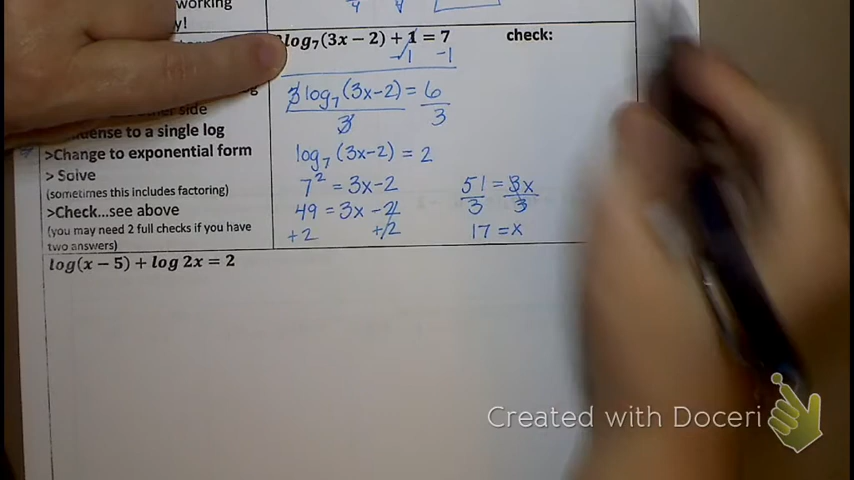 working
y!
log₇(3x − 2) + 1 = 7
check:
−1 −1
3 log₇ (3x−2) = 6
3 3
log₇ (3x−2) = 2
7² = 3x−2
49 = 3x −2
+2 +2
51 = 3x
3 3
17 = x
side
to a single log
>Change to exponential form
> Solve
(sometimes this includes factoring)
>Check...see above
(you may need 2 full checks if you have
two answers)
log(x − 5) + log 2x = 2
Created with Doceri